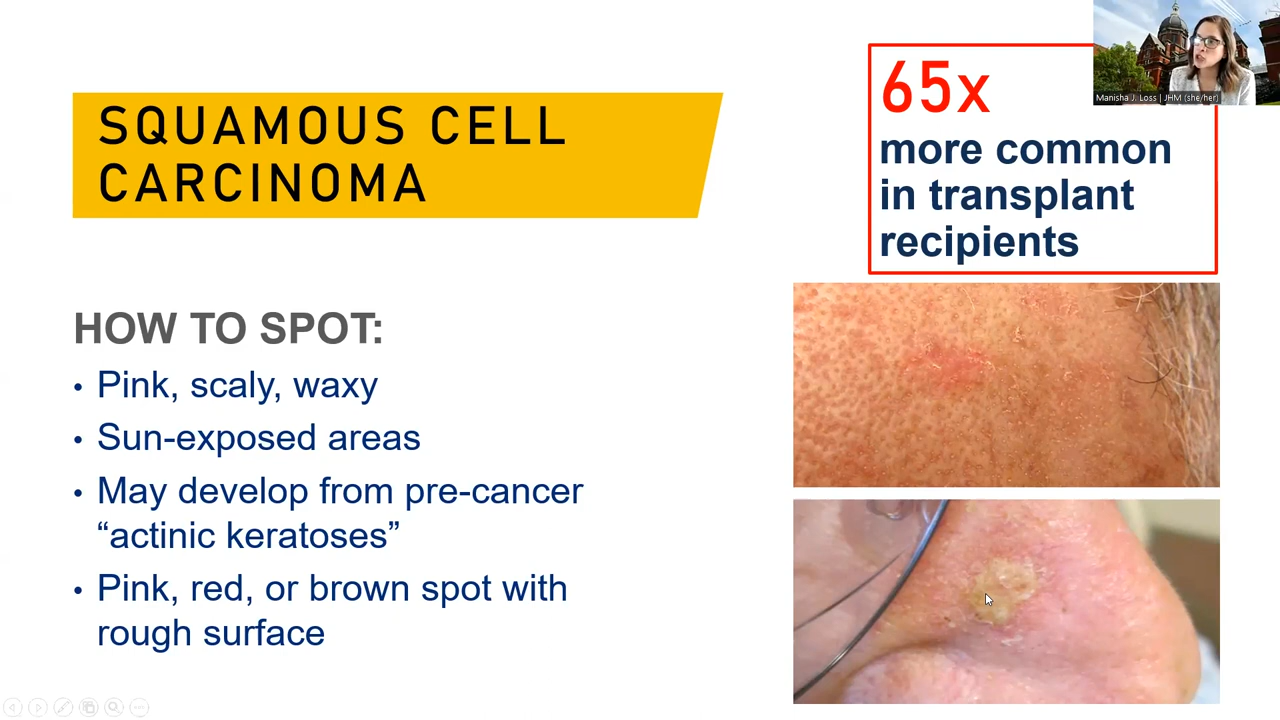 SQUAMOUS CELL
CARCINOMA
65x
more common
in transplant
recipients
Manisha J. Loss | JHM (she/her)
HOW TO SPOT:
• Pink, scaly, waxy
• Sun-exposed areas
• May develop from pre-cancer
“actinic keratoses”
• Pink, red, or brown spot with
rough surface